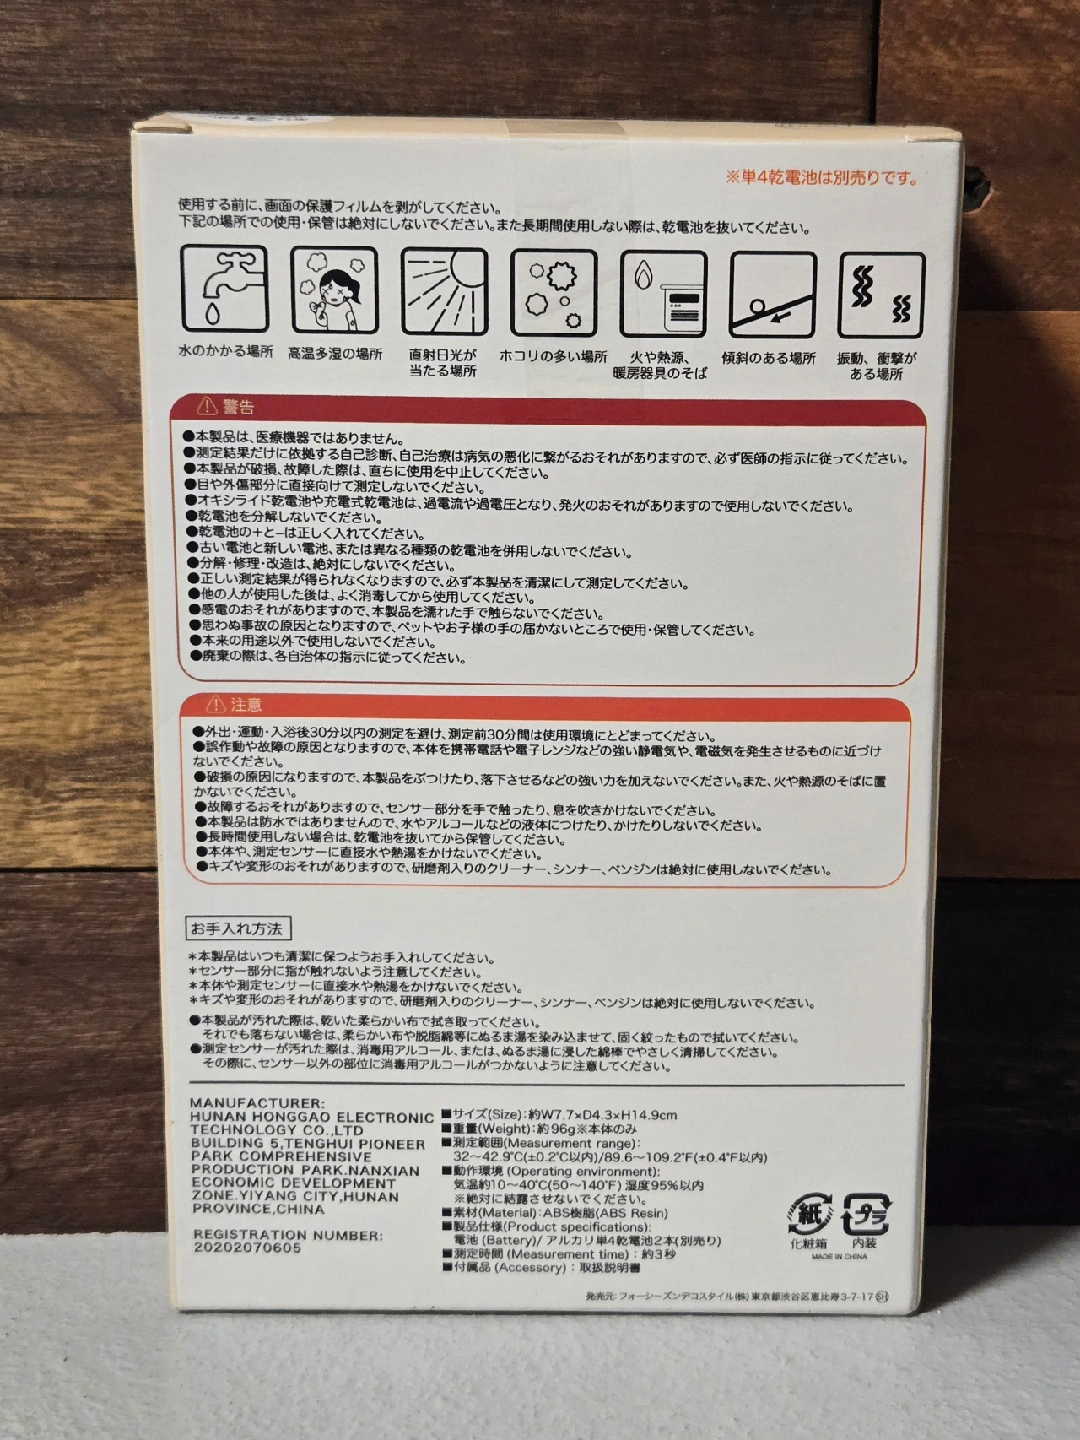 ※単4乾電池は別売りです。
使用する前に、画面の保護フィルムを剥がしてください。
下記の場所での使用・保管は絶対にしないでください。また長期間使用しない際は、乾電池を抜いてください。
水のかかる場所
高温多湿の場所
直射日光が
当たる場所
ホコリの多い場所
火や熱源、
暖房器具のそば
傾斜のある場所
振動、衝撃が
ある場所
警告
●本製品は、医療機器ではありません。
●測定結果だけに依拠する自己診断、自己治療は病気の悪化に繋がるおそれがありますので、必ず医師の指示に従ってください。
●本製品が破損、故障した際は、直ちに使用を中止してください。
●目や外傷部分に直接向けて測定しないでください。
●オキシライド乾電池や充電式乾電池は、過電流や過電圧となり、発火のおそれがありますので使用しないでください。
●乾電池を分解しないでください。
●乾電池の+と−は正しく入れてください。
●古い電池と新しい電池、または異なる種類の乾電池を併用しないでください。
●分解・修理・改造は、絶対にしないでください。
●正しい測定結果が得られなくなりますので、必ず本製品を清潔にして測定してください。
●他の人が使用した後は、よく消毒してから使用してください。
●感電のおそれがありますので、本製品を濡れた手で触らないでください。
●思わぬ事故の原因となりますので、ペットやお子様の手の届かないところで使用・保管してください。
●本来の用途以外で使用しないでください。
●廃棄の際は、各自治体の指示に従ってください。
注意
●外出・運動・入浴後30分以内の測定を避け、測定前30分間は使用環境にとどまってください。
●誤作動や故障の原因となりますので、本体を携帯電話や電子レンジなどの強い静電気や、電磁気を発生させるものに近づけ
ないでください。
●破損の原因になりますので、本製品をぶつけたり、落下させるなどの強い力を加えないでください。また、火や熱源のそばに置
かないでください。
●故障するおそれがありますので、センサー部分を手で触ったり、息を吹きかけないでください。
●本製品は防水ではありませんので、水やアルコールなどの液体につけたり、かけたりしないでください。
●長時間使用しない場合は、乾電池を抜いてから保管してください。
●本体や、測定センサーに直接水や熱湯をかけないでください。
●キズや変形のおそれがありますので、研磨剤入りのクリーナー、シンナー、ベンジンは絶対に使用しないでください。
お手入れ方法
*本製品はいつも清潔に保つようお手入れしてください。
*センサー部分に指が触れないよう注意してください。
*本体や測定センサーに直接水や熱湯をかけないでください。
*キズや変形のおそれがありますので、研磨剤入りのクリーナー、シンナー、ベンジンは絶対に使用しないでください。
●本製品が汚れた際は、乾いた柔らかい布で拭き取ってください。
それでも落ちない場合は、柔らかい布や脱脂綿等にぬるま湯を染み込ませて、固く絞ったもので拭いてください。
●測定センサーが汚れた際は、消毒用アルコール、または、ぬるま湯に浸した綿棒でやさしく清掃してください。
その際に、センサー以外の部位に消毒用アルコールがつかないように注意してください。
MANUFACTURER:
HUNAN HONGGAO ELECTRONIC
TECHNOLOGY CO.,LTD
BUILDING 5,TENGHUI PIONEER
PARK COMPREHENSIVE
PRODUCTION PARK.NANXIAN
ECONOMIC DEVELOPMENT
ZONE.YIYANG CITY,HUNAN
PROVINCE,CHINA
REGISTRATION NUMBER:
20202070605
■サイズ(Size):約W7.7×D4.3×H14.9cm
■重量(Weight):約96g※本体のみ
■測定範囲(Measurement range):
32〜42.9℃(±0.2℃以内)/89.6〜109.2℉(±0.4℉以内)
■動作環境 (Operating environment):
気温約10〜40℃(50〜140℉) 湿度95%以内
※絶対に結露させないでください。
■素材(Material):ABS樹脂(ABS Resin)
■製品仕様(Product specifications):
電池 (Battery)/ アルカリ単4乾電池2本(別売り)
■測定時間 (Measurement time)：約3秒
■付属品 (Accessory)：取扱説明書
紙
化粧箱
プラ
内装
MADE IN CHINA
発売元:フォーシーズンデコスタイル(株) 東京都渋谷区恵比寿3-7-17 SH